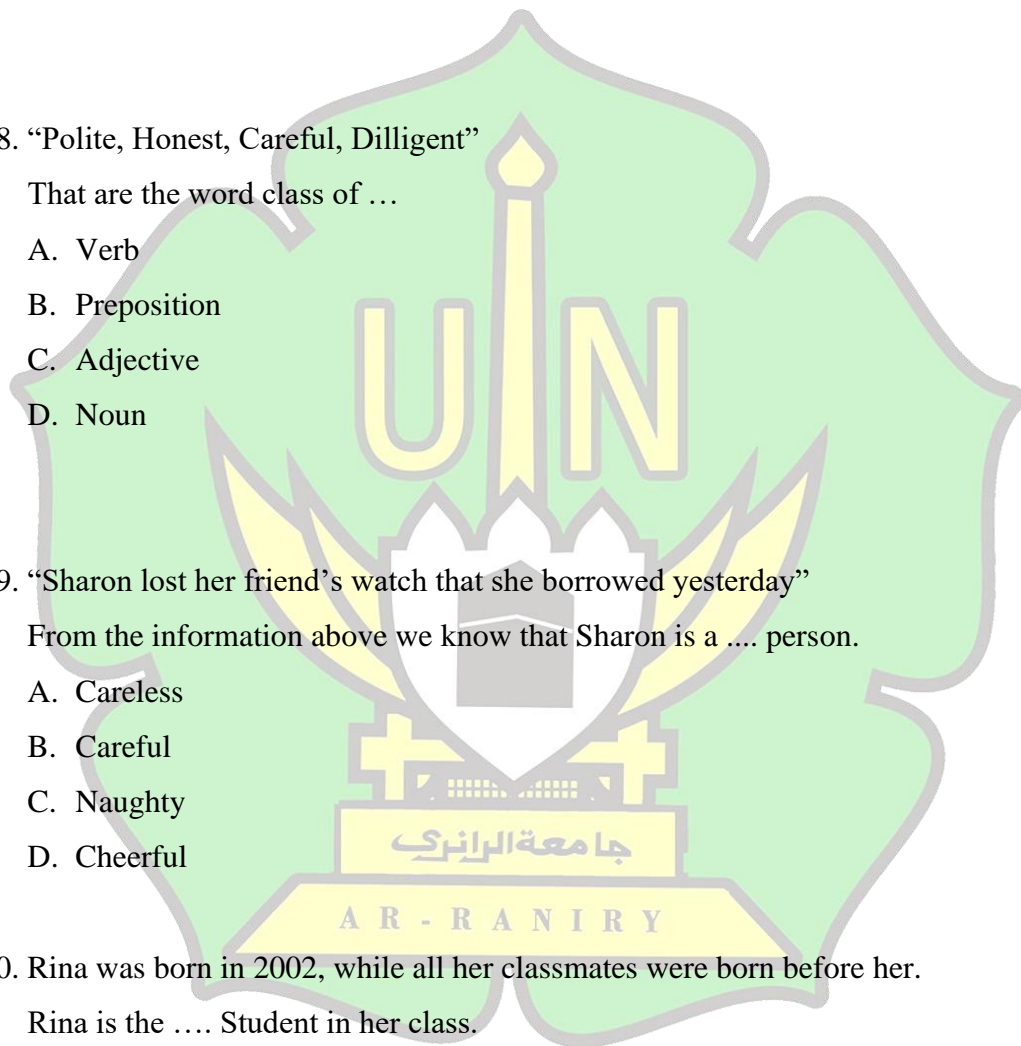 8. “Polite, Honest, Careful, Dilligent”
That are the word class of …
A. Verb
B. Preposition
C. Adjective
D. Noun
UIN
9. “Sharon lost her friend’s watch that she borrowed yesterday”
From the information above we know that Sharon is a .... person.
A. Careless
B. Careful
C. Naughty
D. Cheerful
جامعةالرانري
AR-RANIRY
0. Rina was born in 2002, while all her classmates were born before her.
Rina is the …. Student in her class.